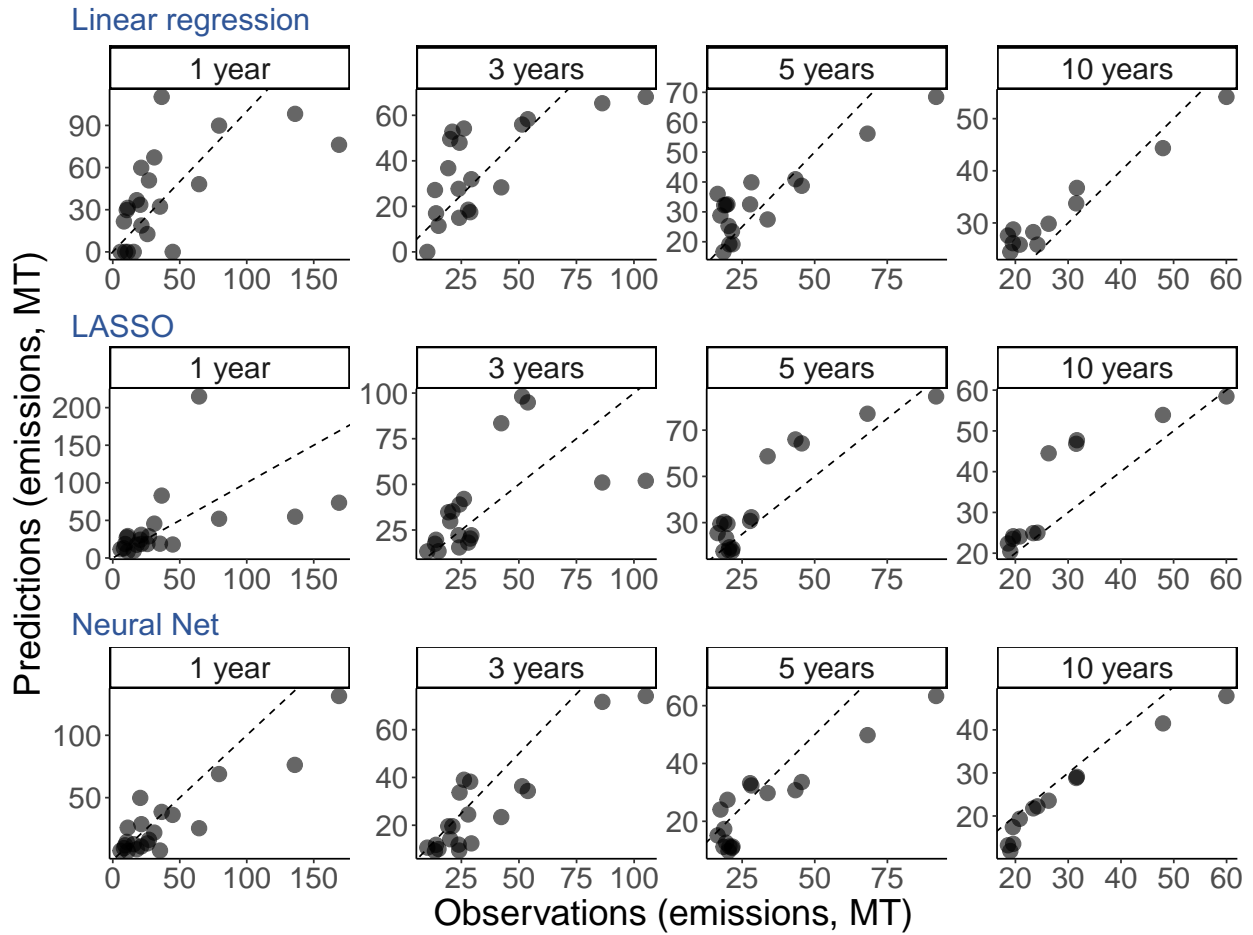 Linear regression
1 year
3 years
5 years
10 years
90
60
30
0
0 50 100 150
60
40
20
0
25 50 75 100
70
60
50
40
30
20
25 50 75
50
40
30
20 30 40 50 60
LASSO
1 year
3 years
5 years
10 years
200
150
100
50
0
0 50 100 150
100
75
50
25
25 50 75 100
70
50
30
25 50 75
60
50
40
30
20
20 30 40 50 60
Neural Net
1 year
3 years
5 years
10 years
100
50
0 50 100 150
60
40
20
25 50 75 100
60
40
20
25 50 75
40
30
20
20 30 40 50 60
Predictions (emissions, MT)
Observations (emissions, MT)